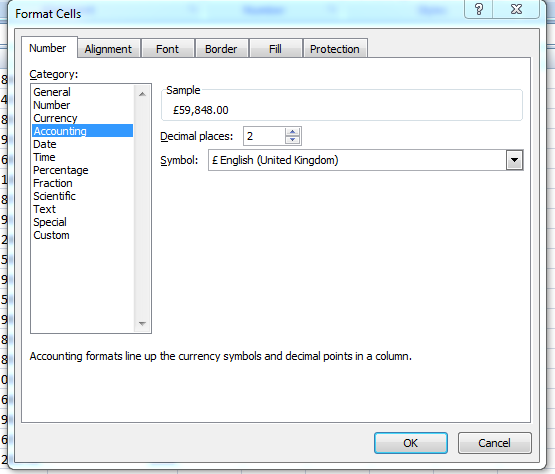 Format Cells
Number Alignment Font Border Fill Protection
Category:
General
Number
Currency
Accounting
Date
Time
Percentage
Fraction
Scientific
Text
Special
Custom
Sample
£59,848.00
Decimal places: 2
Symbol: £ English (United Kingdom)
Accounting formats line up the currency symbols and decimal points in a column.
OK Cancel